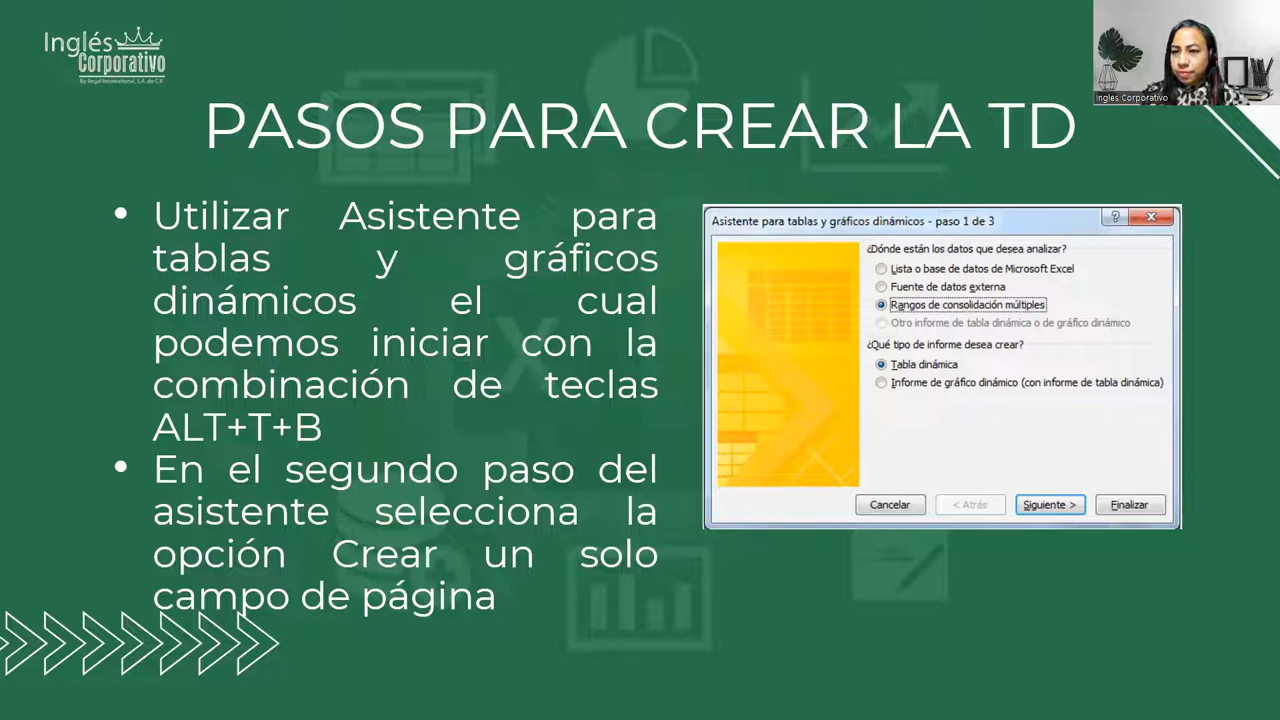 Inglés
Corporativo
By Regal International, S.A. de C.V
Ingles Corporativo
PASOS PARA CREAR LA TD
• Utilizar Asistente para
tablas y gráficos
dinámicos el cual
podemos iniciar con la
combinación de teclas
ALT+T+B
• En el segundo paso del
asistente selecciona la
opción Crear un solo
campo de página
Asistente para tablas y gráficos dinámicos - paso 1 de 3
¿Dónde están los datos que desea analizar?
Lista o base de datos de Microsoft Excel
Fuente de datos externa
Rangos de consolidación múltiples
Otro informe de tabla dinámica o de gráfico dinámico
¿Qué tipo de informe desea crear?
Tabla dinámica
Informe de gráfico dinámico (con informe de tabla dinámica)
Cancelar
< Atrás
Siguiente >
Finalizar